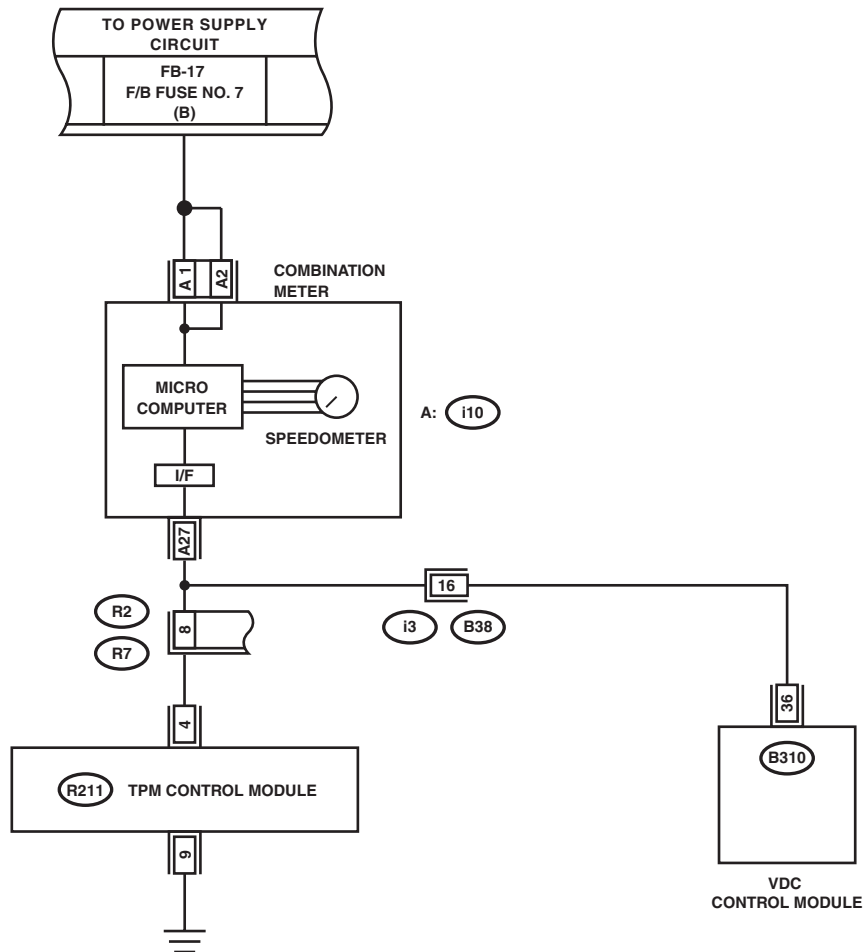 TO POWER SUPPLY
CIRCUIT
FB-17
F/B FUSE NO. 7
(B)
A 1
A2
COMBINATION
METER
MICRO
COMPUTER
SPEEDOMETER
A: i10
I/F
A27
16
i3
B38
R2
8
R7
4
36
R211
TPM CONTROL MODULE
B310
9
VDC
CONTROL MODULE